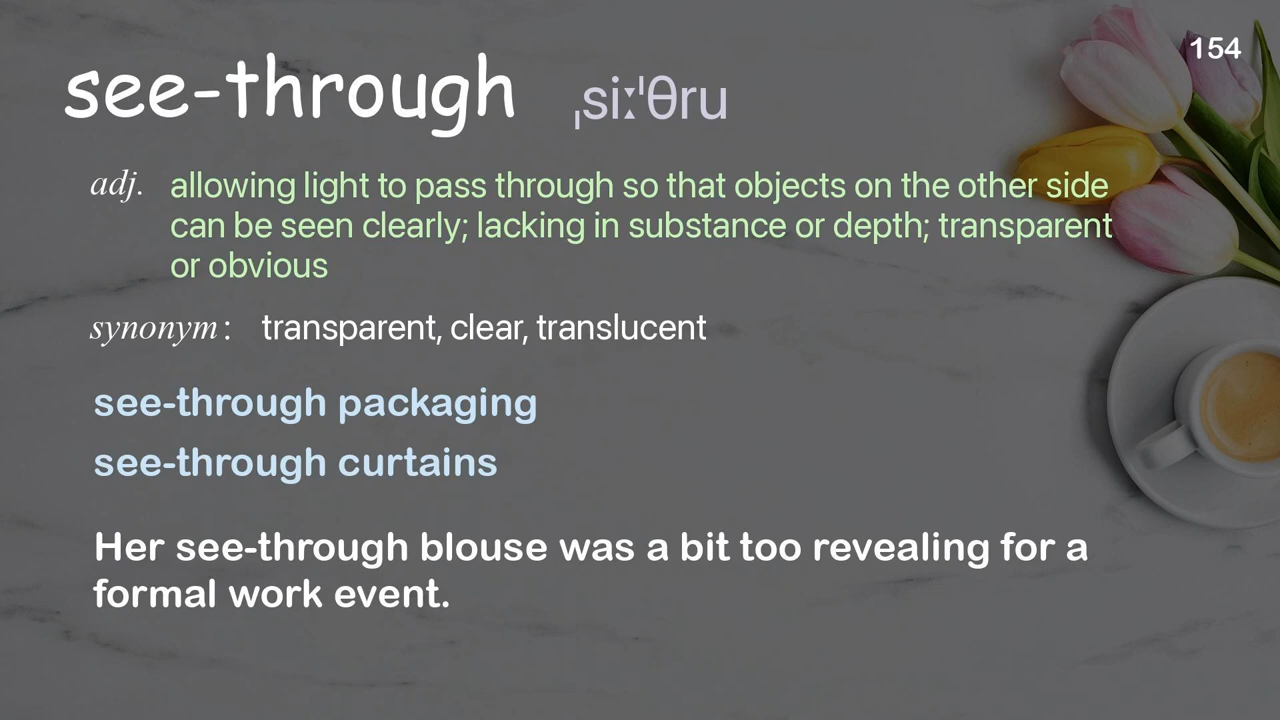 154
see-through ˌsiːˈθru
adj. allowing light to pass through so that objects on the other side
can be seen clearly; lacking in substance or depth; transparent
or obvious
synonym: transparent, clear, translucent
see-through packaging
see-through curtains
Her see-through blouse was a bit too revealing for a
formal work event.